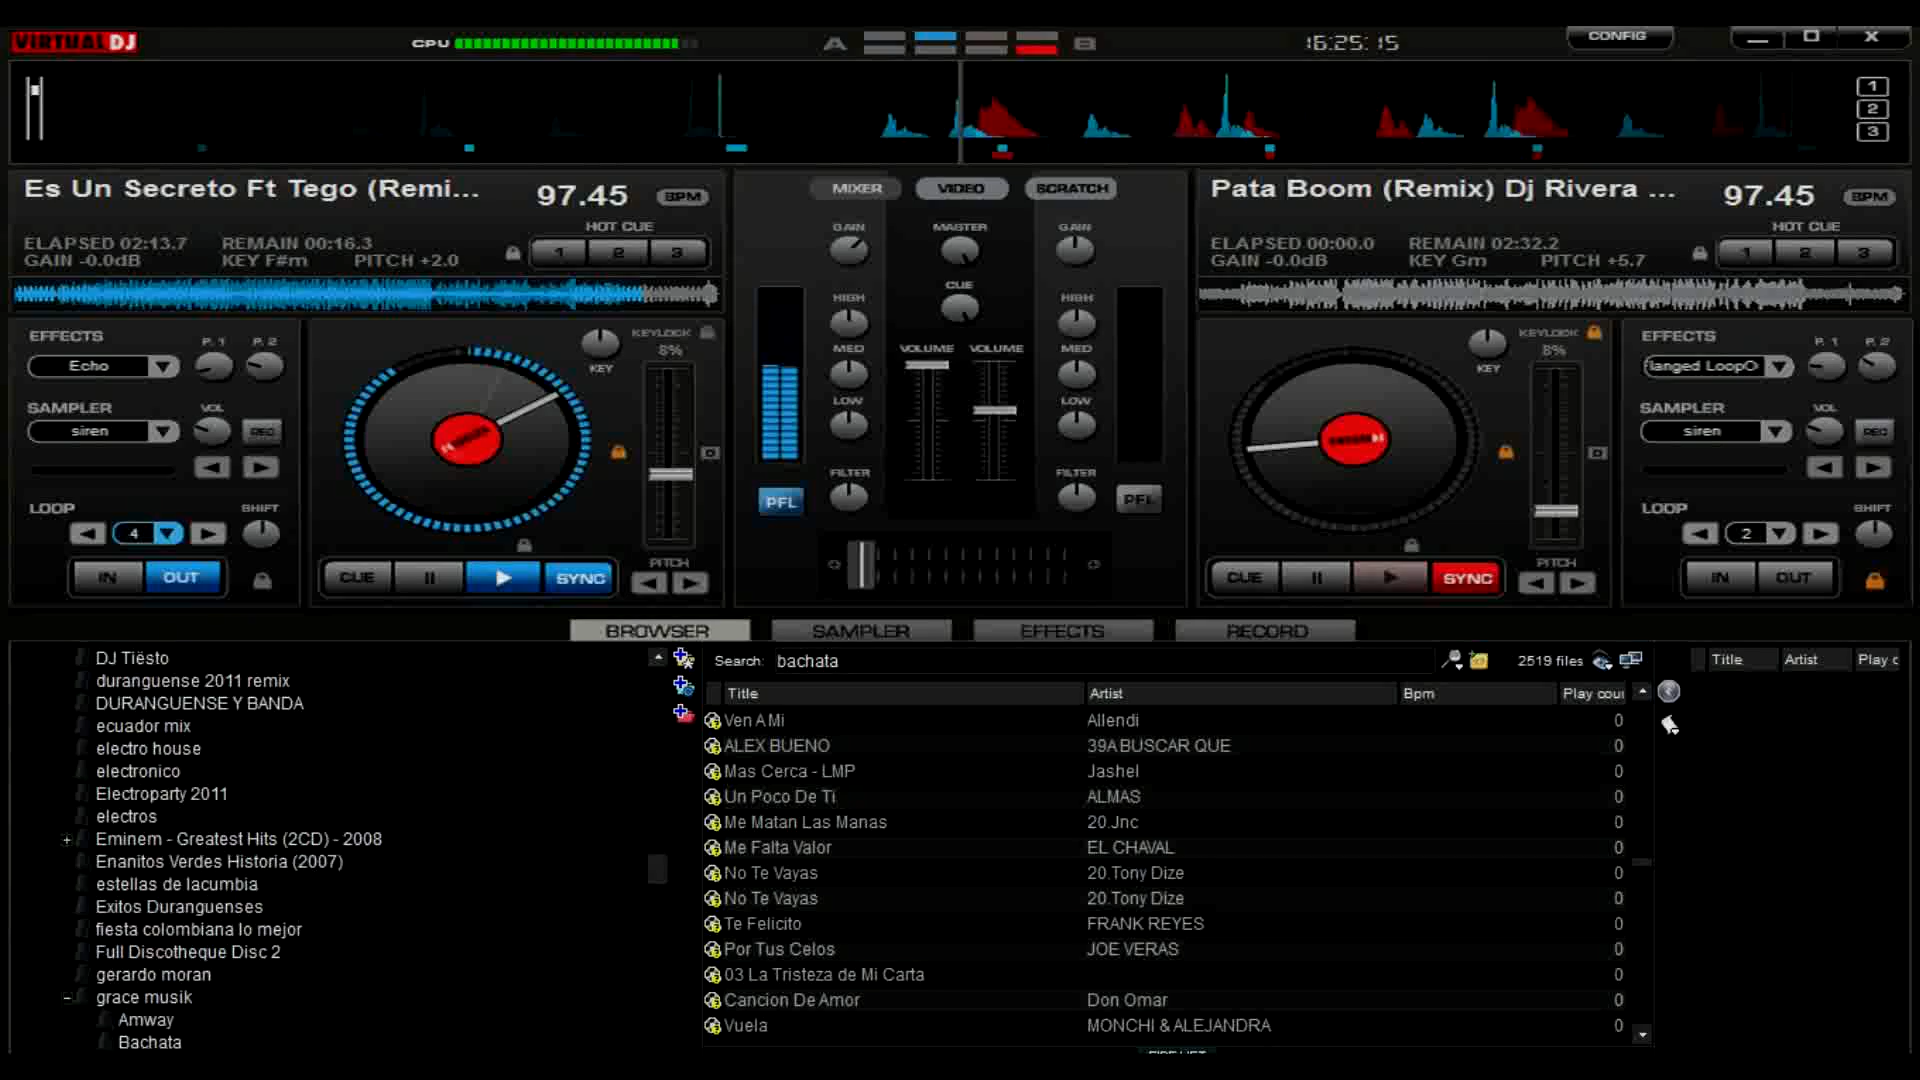 VIRTUAL DJ
CPU
A
B
16:25:15
CONFIG
1
2
3
Es Un Secreto Ft Tego (Remi...
97.45
BPM
HOT CUE
ELAPSED 02:13.7
REMAIN 00:16.3
GAIN -0.0dB
KEY F#m
PITCH +2.0
1
2
3
MIXER
VIDEO
SCRATCH
Pata Boom (Remix) Dj Rivera ...
97.45
BPM
HOT CUE
ELAPSED 00:00.0
REMAIN 02:32.2
GAIN -0.0dB
KEY Gm
PITCH +5.7
1
2
3
EFFECTS
P. 1
P. 2
Echo
SAMPLER
VOL
siren
REC
LOOP
SHIFT
4
IN
OUT
KEY
KEYLOCK
8%
CUE
SYNC
PITCH
GAIN
MASTER
GAIN
HIGH
CUE
HIGH
MED
VOLUME
VOLUME
MED
LOW
LOW
FILTER
FILTER
PFL
PFL
KEY
KEYLOCK
8%
CUE
SYNC
PITCH
EFFECTS
P. 1
P. 2
langed LoopO
SAMPLER
VOL
siren
REC
LOOP
SHIFT
2
IN
OUT
BROWSER
SAMPLER
EFFECTS
RECORD
DJ Tiësto
duranguense 2011 remix
DURANGUENSE Y BANDA
ecuador mix
electro house
electronico
Electroparty 2011
electros
Eminem - Greatest Hits (2CD) - 2008
Enanitos Verdes Historia (2007)
estellas de lacumbia
Exitos Duranguenses
fiesta colombiana lo mejor
Full Discotheque Disc 2
gerardo moran
grace musik
Amway
Bachata
Search: bachata
2519 files
Title Artist Bpm Play cour
Ven A Mi Allendi 0
ALEX BUENO 39A BUSCAR QUE 0
Mas Cerca - LMP Jashel 0
Un Poco De Ti ALMAS 0
Me Matan Las Manas 20.Jnc 0
Me Falta Valor EL CHAVAL 0
No Te Vayas 20.Tony Dize 0
No Te Vayas 20.Tony Dize 0
Te Felicito FRANK REYES 0
Por Tus Celos JOE VERAS 0
03 La Tristeza de Mi Carta 0
Cancion De Amor Don Omar 0
Vuela MONCHI & ALEJANDRA 0
Title Artist Play c